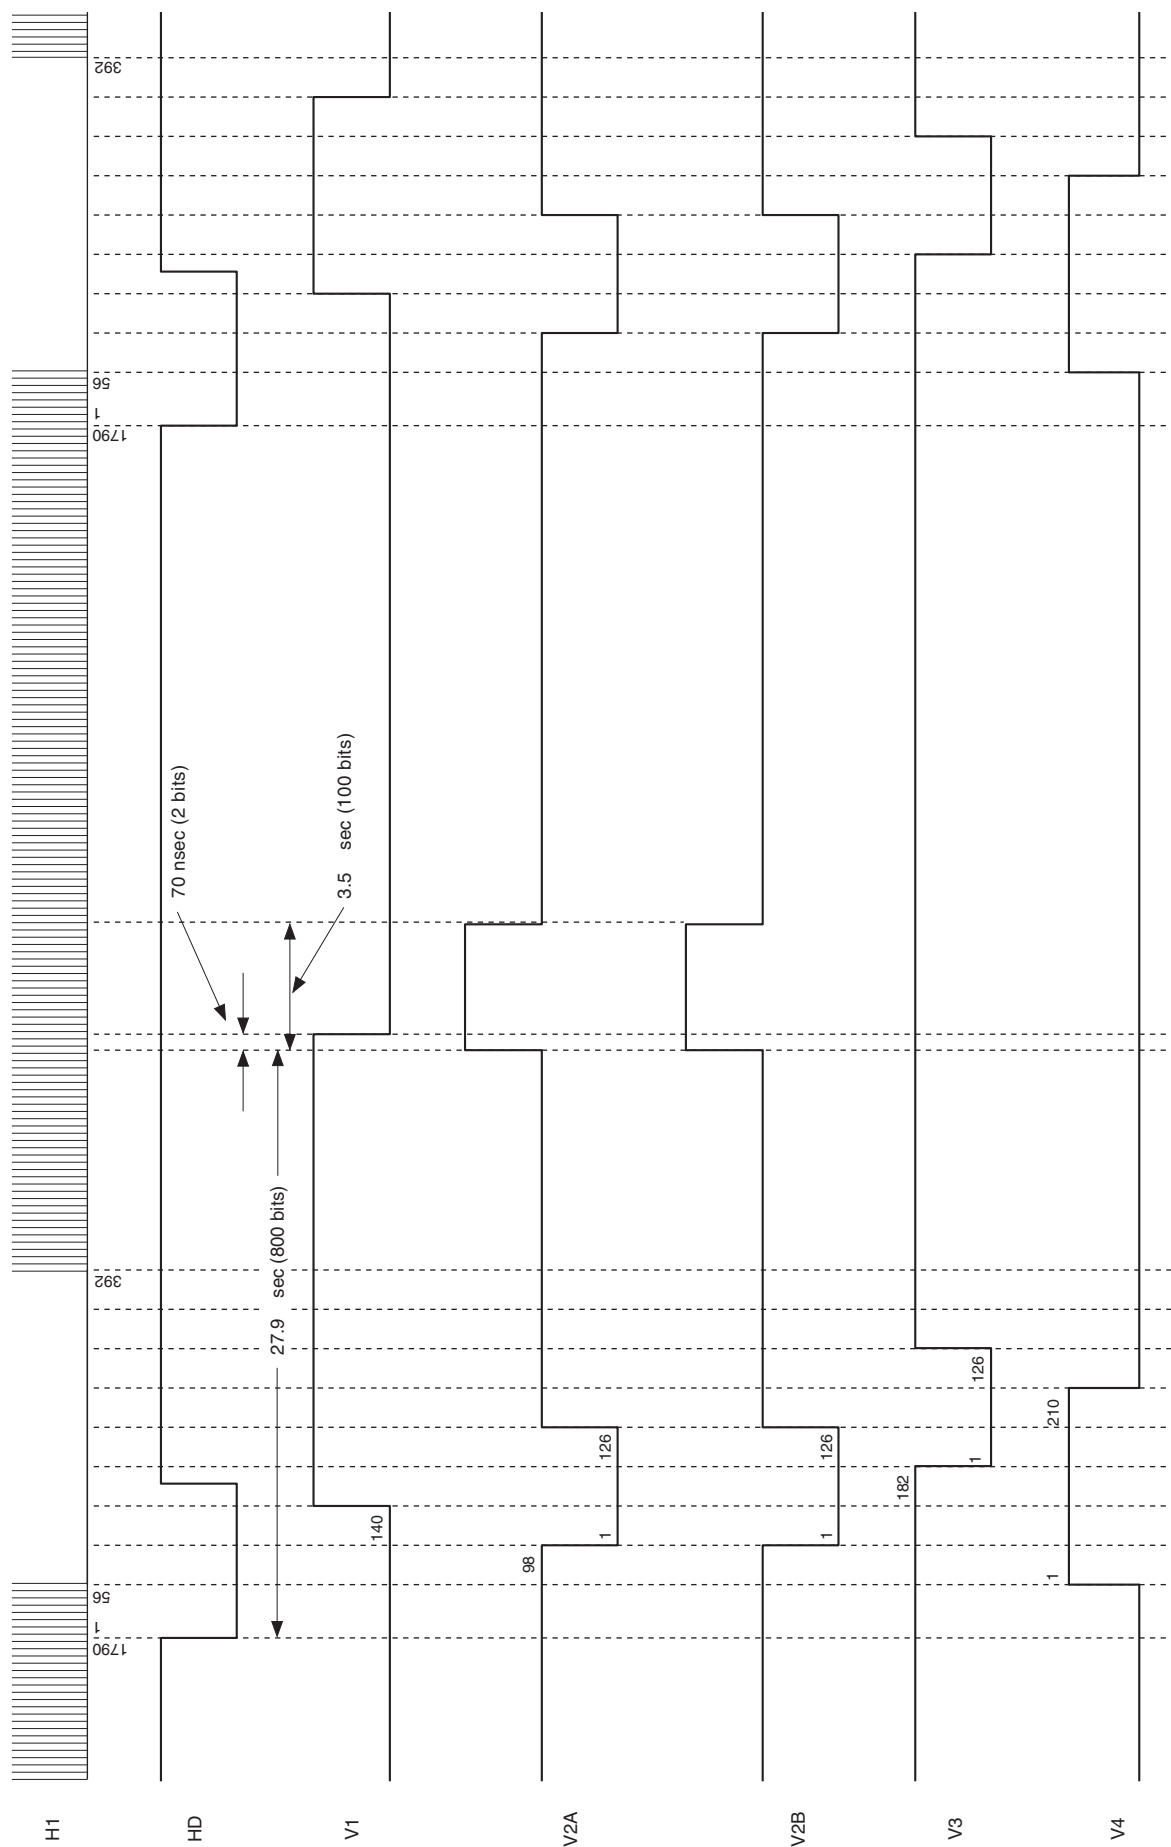 H1
1790 1 56 392 1790 1 56 392
HD
70 nsec (2 bits)
27.9 sec (800 bits)
3.5 sec (100 bits)
V1
140
98
V2A
1 126
V2B
1 126
182
V3
1 126
1 210
V4